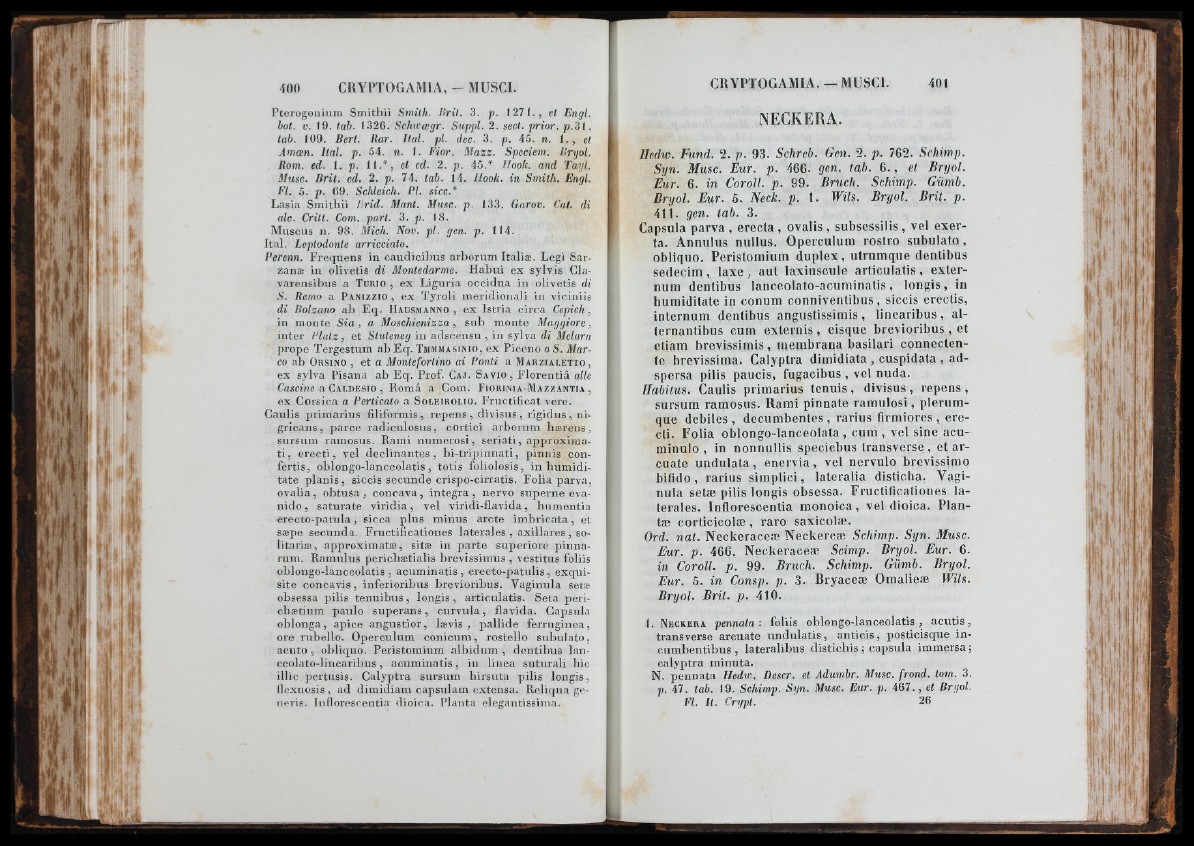 400 CRYPTOGAMIA, — MUSCI.
Pterogonium Smithii Smith. Brit. 3. p. 1271., et Engl.
bot. v. 19. tab. 1326. Schwægr. Suppl. 2. sect. prior. p.31.
tab. 109. Bert. Rar. Ital. pl. dec. 3. p. 45. n. 1., et
Amœn. Ital. p. 54. n. 1. Fior. Mazz. Speciem. Bryol.
Rom. ed. 1. p. 11.*, et ed. 2. p. 45.* Hook. and Tayl.
Musc. Brit. ed. 2. p. 74. tab. 14. Hook. in Smith. Engl.
Fl. 5. p. 69. Schleich. Pl. sicc.*
Lasia Smithii Brid. Mant. Musc. p. 133. Garov. Cat. di
alc. Critt. Com. part. 3. p. 18.
Muscus n. 98. Mich. Nov. pl. gen. p. 114.
Ital. Leptodonte arricciato.
Perenn. Frequens in caudicibus arborum Italiæ. Legi Sar-
zanæ in olivetis di Montedarme. Habui ex sylvis Cla-
varensibus a Turio, ex Liguria occidua in olivetis di
S. Remo a Panizzio, ex Tyroli meridionali in viciniis
di Bolzano ab Eq. Hausmanno, ex Istria circa Cepich,
in monte Sia, a Moschienizza, sub monte Maggiore,
inter Platz, et Stuteneg in adscensu, in sylva di Melara
prope Tergestum ab Eq. Tmmmasinio, ex Piceno a S. Mar-
co ab Orsino, et a Montefortino ai Ponti a Marzialetto,
ex sylva Pisana ab Eq. Prof. Caj. Savio, Florentiâ alle
Cascine a Caldesio, Româ a Com. Fiorinia-Mazzantia,
ex Corsica a Perticato a Soleirolio. Fructificat vere.
Caulis primarius filiformis, repens, divisus, rigidus, ni-
gricans, parce radiculosus, cortici arborum hærens,
sursum ramosus. Rami numerosi, seriati, approxima-
ti, erecti, vel declinantes, bi-tripinnati, pinnis con-
fertis, oblongo-lanceolatis, totis foliolosis, in humidi-
tate planis, siccis secunde crispo-cirratis. Folia parva,
ovalia, obtusa, concava, integra, nervo superne eva-
nido, saturate viridia, vel viridi-flavida, humentia
erecto-patula, sicca plus minus arcte imbricata, et
sæpe secunda. Fructificationes laterales, axillares, so-
litariæ, approximatæ, sitæ in parte superiore pinna-
rum. Ramulus perichætialis brevissimus, vestitus foliis
oblongo-lanceolatis, acuminatis, erecto-patulis, exqui-
site concavis, inferioribus brevioribus. Vaginula setæ
obsessa pilis tenuibus, longis, articulatis. Seta peri-
chætium paulo superans, curvula, flavida. Capsula
oblonga, apice angustior, lævis, pallide ferruginea,
ore rubello. Operculum conicum, rostello subulato,
acuto, obliquo. Peristomium albidum, dentibus lan-
ceolato-linearibus, acuminatis, in linea suturali hic
illic pertusis. Calyptra sursum hirsuta pilis longis,
flexuosis, ad dimidiam capsulam extensa. Reliqua ge-
neris. Inflorescentia dioica. Planta elegantissima.
CRYPTOGAMIA. — MUSCI. 401
NECKERA.
Hedw. Fund. 2. p. 93. Schreb. Gen. 2. p. 762. Schimp.
Syn. Musc. Eur. p. 466. gen. tab. 6., et Bryol.
Eur. 6. in Coroll. p. 99. Bruch. Schimp. Gümb.
Bryol. Eur. 5. Neck. p. 1. Wils. Bryol. Brit. p.
411. gen. tab. 3.
Capsula parva, erecta, ovalis, subsessilis, vel exer-
ta. Annulus nullus. Operculum rostro subulato,
obliquo. Peristomium duplex, utrumque dentibus
sedecim, laxe, aut laxiuscule articulatis, exter-
num dentibus lanceolato-acuminatis, longis, in
humiditate in conum conniventibus, siccis erectis,
internum dentibus angustissimis, linearibus, al-
ternantibus cum externis, eisque brevioribus, et
etiam brevissimis, membrana basilari connecten-
te brevissima. Calyptra dimidiata, cuspidata, ad-
spersa pilis paucis, fugacibus, vel nuda.
Habitus. Caulis primarius tenuis, divisus, repens,
sursum ramosus. Rami pinnate ramulosi, plerum-
que debiles, decumbentes, rarius firmiores, ere-
cti. Folia oblongo-lanceolata, cum, vel sine acu-
minulo, in nonnullis speciebus transverse, et ar-
cuate undulata, enervia, vel nervulo brevissimo
bifido, rarius simplici, lateralia disticha. Vagi-
nula setæ pilis longis obsessa. Fructificationes la-
terales. Inflorescentia monoica, vel dioica. Plan-
tæ corticicolæ, raro saxicolæ.
Ord. nat. Neckeraceæ Neckereæ Schimp. Syn. Musc.
Eur. p. 466. Neckeraceæ Scimp. Bryol. Eur. 6.
in Coroll. p. 99. Bruch. Schimp. Gümb. Bryol.
Eur. 5. in Consp. p. 3. Bryaceæ Omalieæ Wils.
Bryol. Brit. p. 410.
1. Neckera pennata: foliis oblongo-lanceolatis, acutis,
transverse arcuate undulatis, anticis, posticisque in-
cumbentibus, lateralibus distichis; capsula immersa;
calyptra minuta.
N. pennata Hedw. Descr. et Adumbr. Musc. frond. tom. 3.
p. 47. tab. 19. Schimp. Syn. Musc. Eur. p. 467., et Bryol.
Fl. It. Crypt. 26